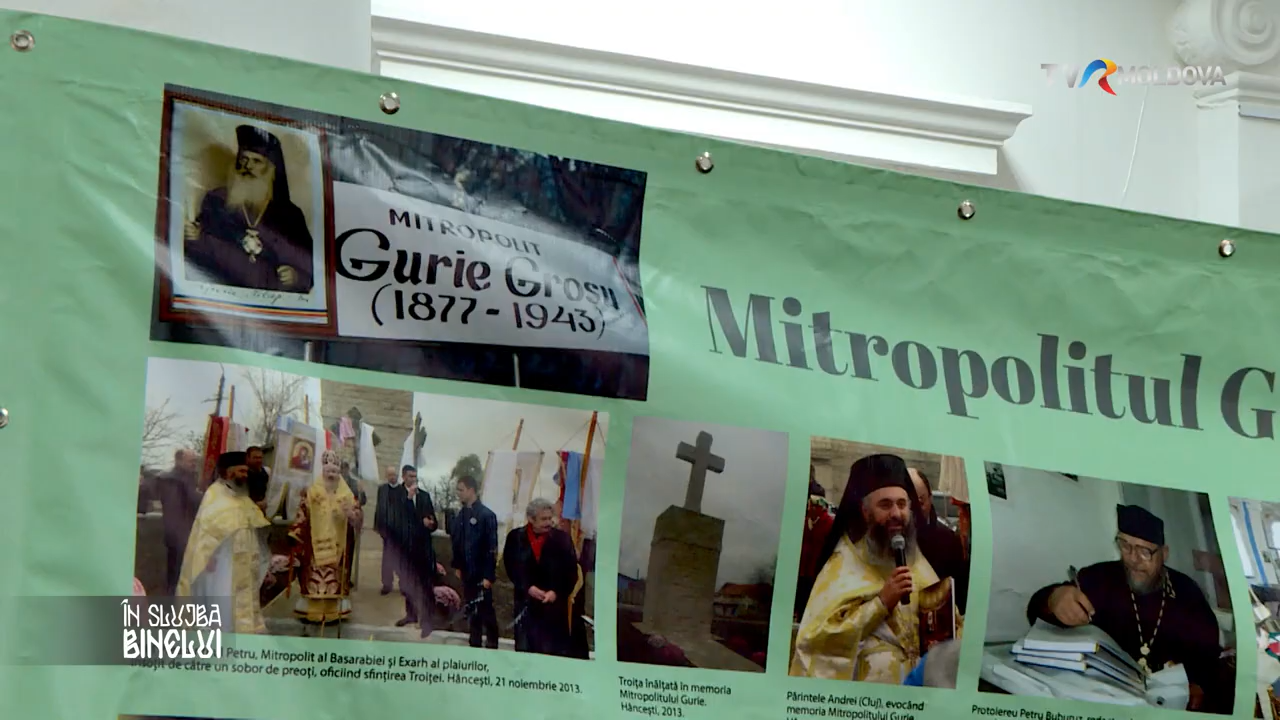 TVR MOLDOVA
MITROPOLIT
Gurie Grosu
(1877 - 1943)
Mitropolitul G
ÎN SLUJBA
BINELUI
Petru, Mitropolit al Basarabiei și Exarh al plaiurilor,
de către un sobor de preoți, oficiind sfințirea Troiței. Hâncești, 21 noiembrie 2013.
Troița înălțată în memoria
Mitropolitului Gurie.
Hâncești, 2013.
Părintele Andrei (Cluj), evocând
memoria Mitropolitului Gurie
Protoiereu Petru Buburuz